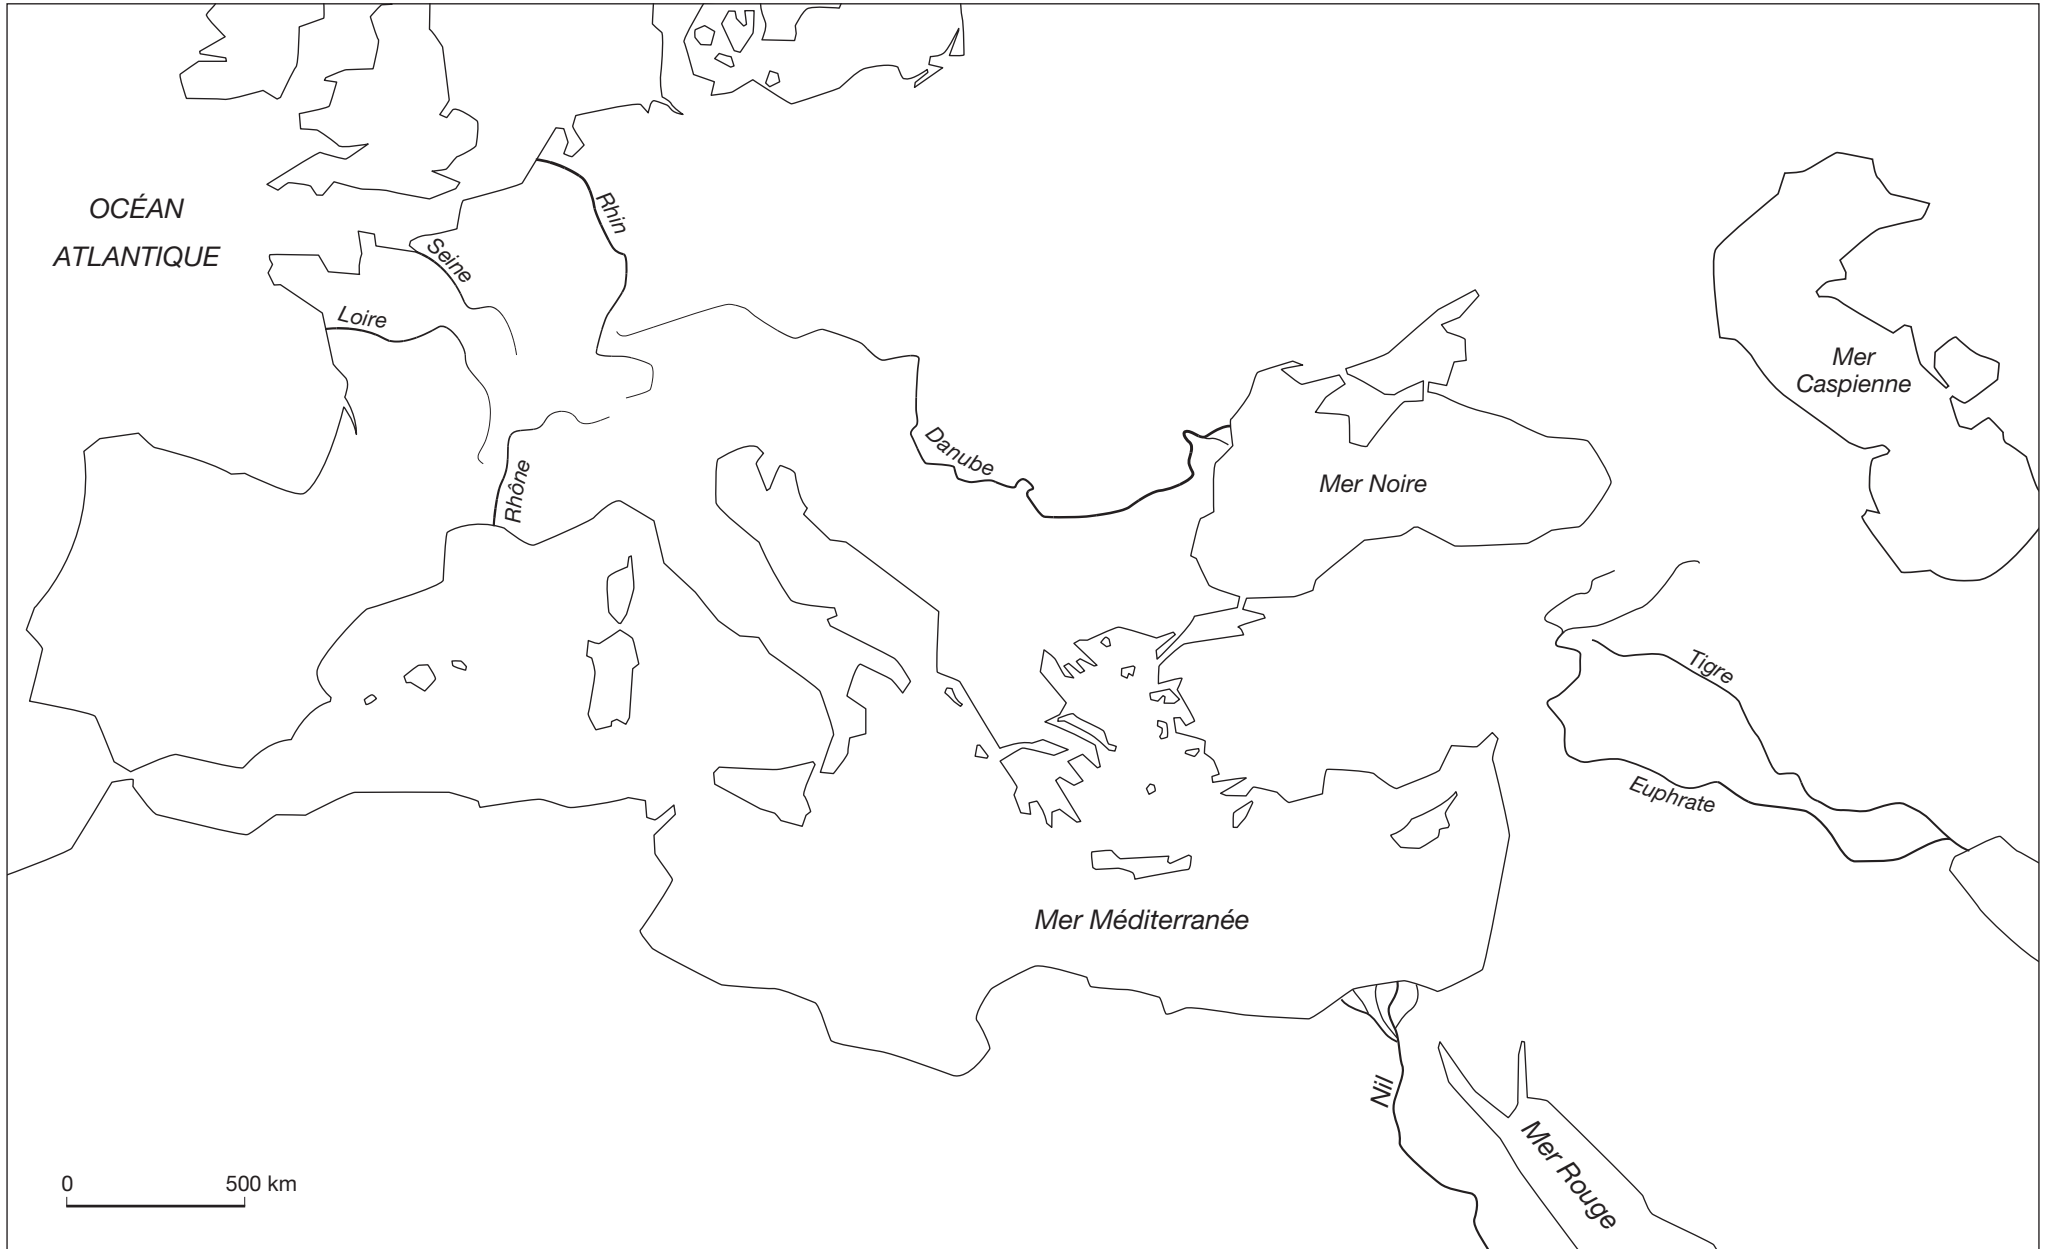 OCÉAN
ATLANTIQUE
Rhin
Seine
Loire
Rhône
Danube
Mer Noire
Mer
Caspienne
Tigre
Euphrate
Mer Méditerranée
Nil
Mer Rouge
0 500 km